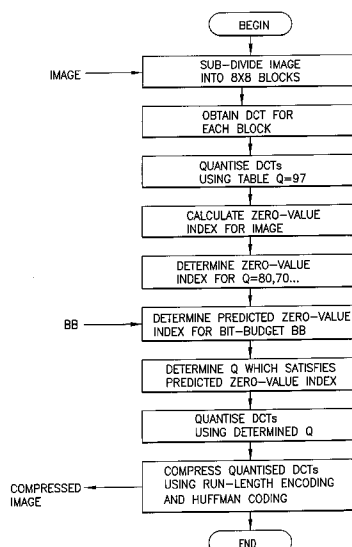 BEGIN
IMAGE
SUB-DIVIDE IMAGE
INTO 8X8 BLOCKS
OBTAIN DCT FOR
EACH BLOCK
QUANTISE DCTs
USING TABLE Q=97
CALCULATE ZERO-VALUE
INDEX FOR IMAGE
DETERMINE ZERO-VALUE
INDEX FOR Q=80,70...
BB
DETERMINE PREDICTED ZERO-VALUE
INDEX FOR BIT-BUDGET BB
DETERMINE Q WHICH SATISFIES
PREDICTED ZERO-VALUE INDEX
QUANTISE DCTs
USING DETERMINED Q
COMPRESSED
IMAGE
COMPRESS QUANTISED DCTs
USING RUN-LENGTH ENCODING
AND HUFFMAN CODING
END